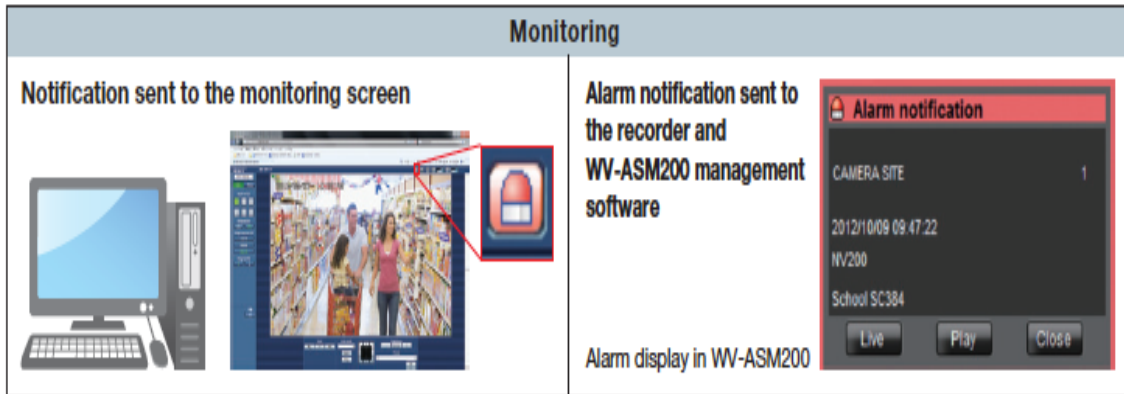 Monitoring
Notification sent to the monitoring screen
Alarm notification sent to
the recorder and
WV-ASM200 management
software
Alarm display in WV-ASM200
Alarm notification
CAMERA SITE 1
2012/10/09 09:47:22
NV200
School SC384
Live Play Close